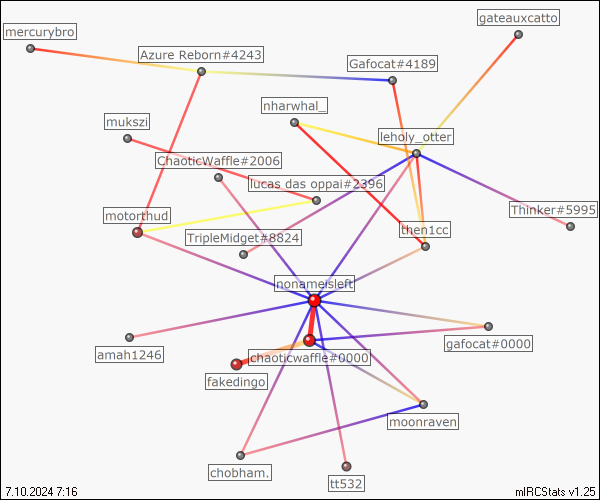 gateauxcatto
mercurybro
Azure Reborn#4243
Gafocat#4189
nharwhal_
mukszi
leholy_otter
ChaoticWaffle#2006
lucas das oppai#2396
motorthud
Thinker#5995
then1cc
TripleMidget#8824
nonameisleft
gafocat#0000
amah1246
chaoticwaffle#0000
fakedingo
moonraven
chobham.
tt532
7.10.2024 7:16
mIRCStats v1.25